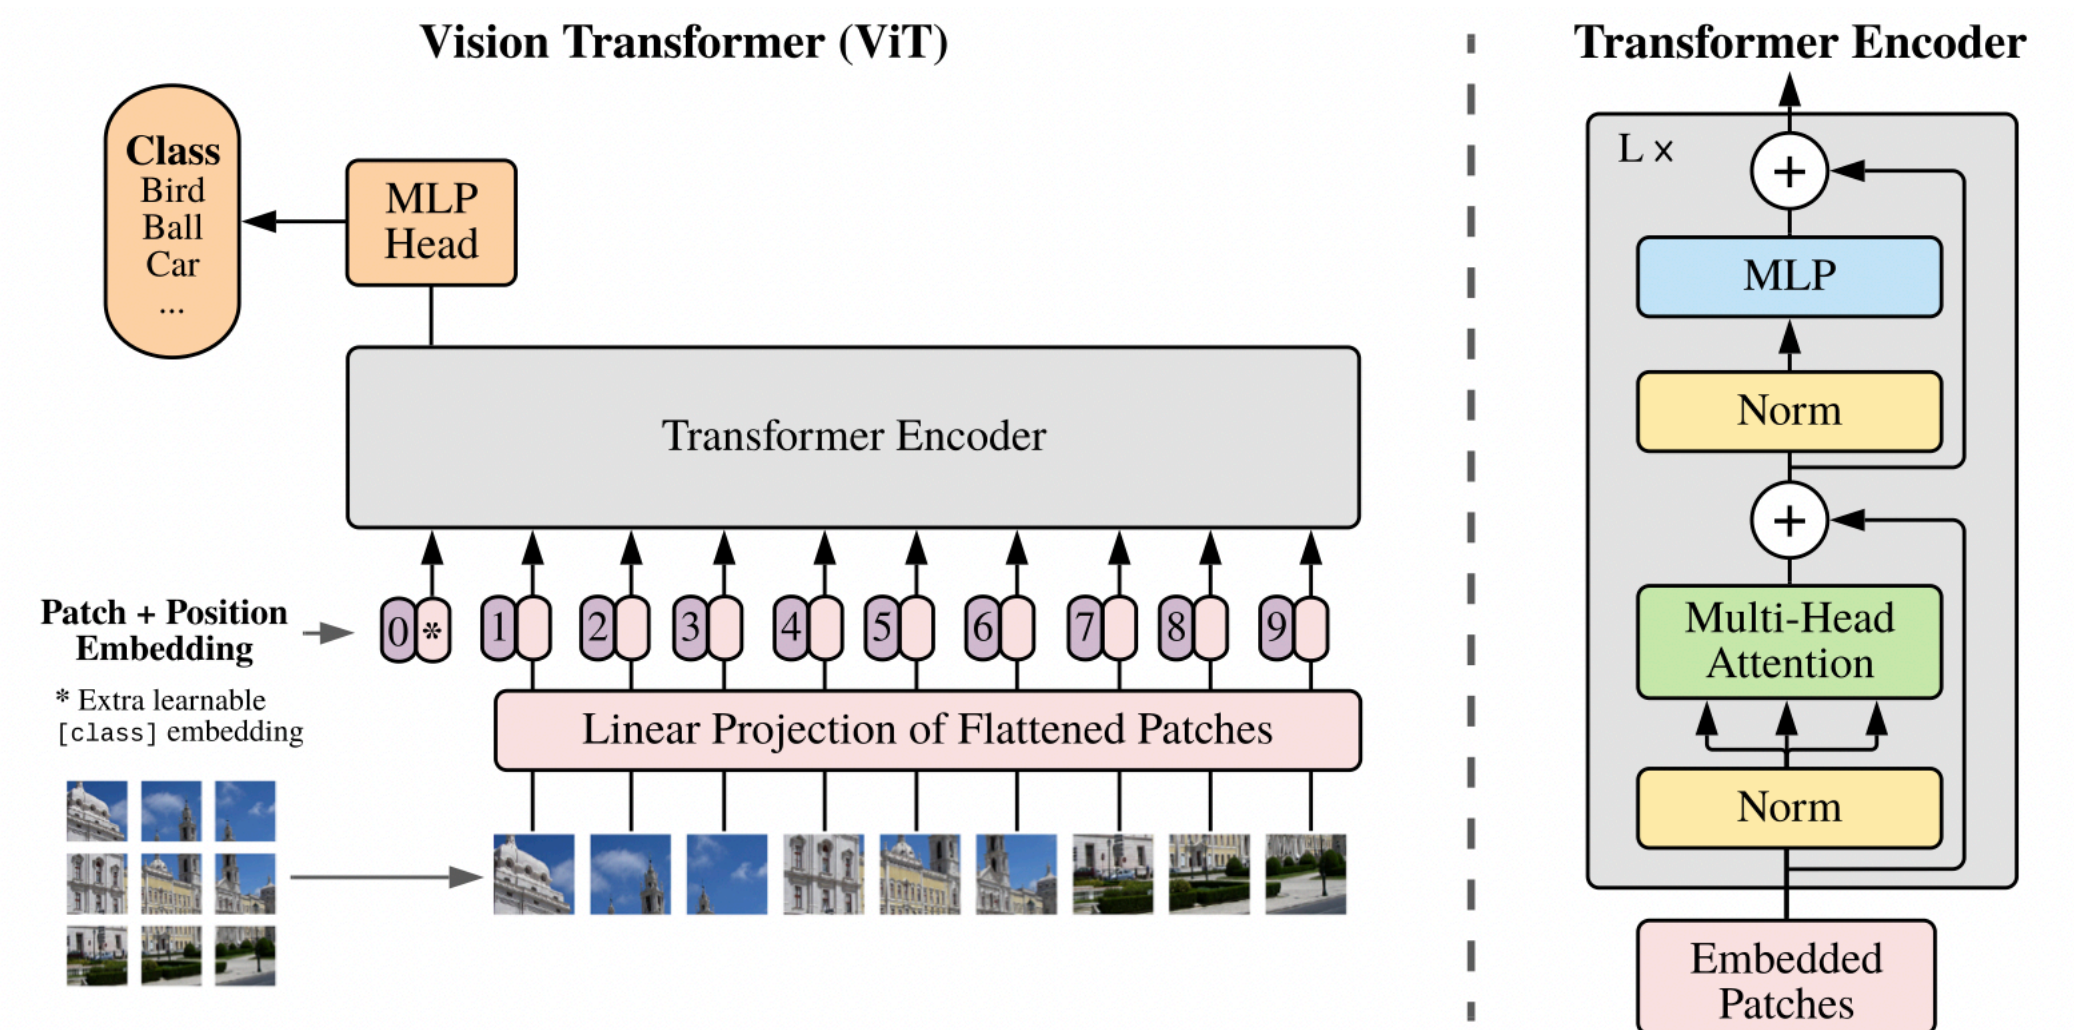 Vision Transformer (ViT)
Class
Bird
Ball
Car
...
MLP
Head
Transformer Encoder
Patch + Position
Embedding
0 * 1 2 3 4 5 6 7 8 9
* Extra learnable
[class] embedding
Linear Projection of Flattened Patches
Transformer Encoder
L ×
+
MLP
Norm
+
Multi-Head
Attention
Norm
Embedded
Patches